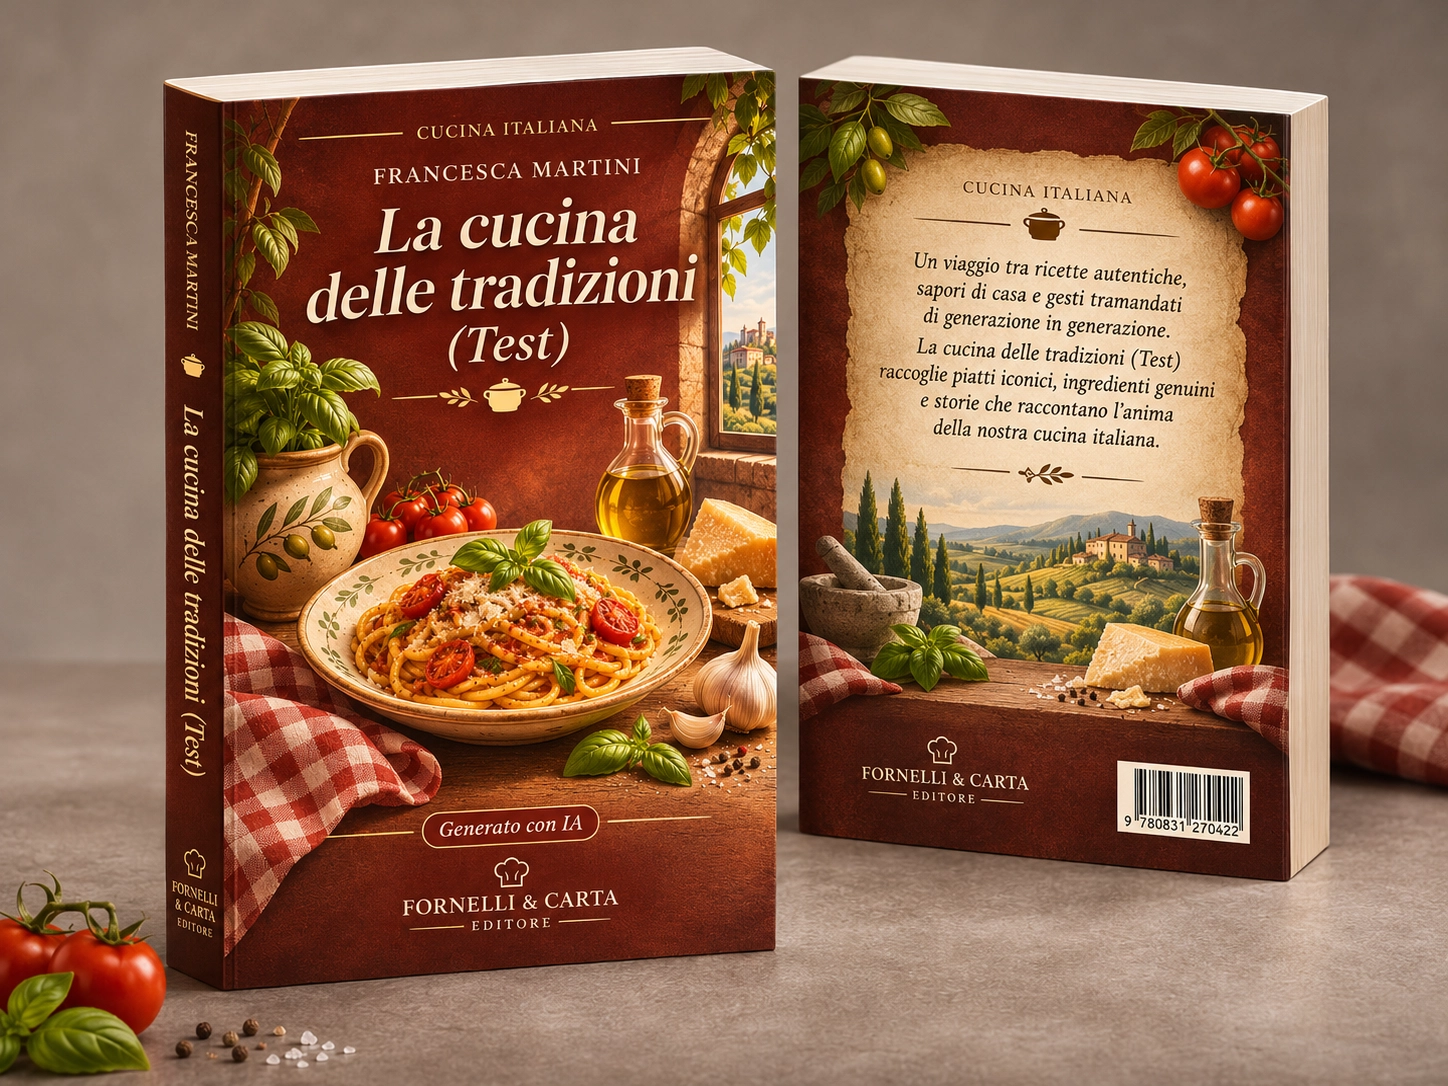 FRANCESCA MARTINI
La cucina delle tradizioni (Test)
FORNELLI
& CARTA
EDITORE
CUCINA ITALIANA
FRANCESCA MARTINI
La cucina
delle tradizioni
(Test)
Generato con IA
FORNELLI & CARTA
EDITORE
CUCINA ITALIANA
Un viaggio tra ricette autentiche,
sapori di casa e gesti tramandati
di generazione in generazione.
La cucina delle tradizioni (Test)
raccoglie piatti iconici, ingredienti genuini
e storie che raccontano l'anima
della nostra cucina italiana.
FORNELLI & CARTA
EDITORE
9 780831 270422